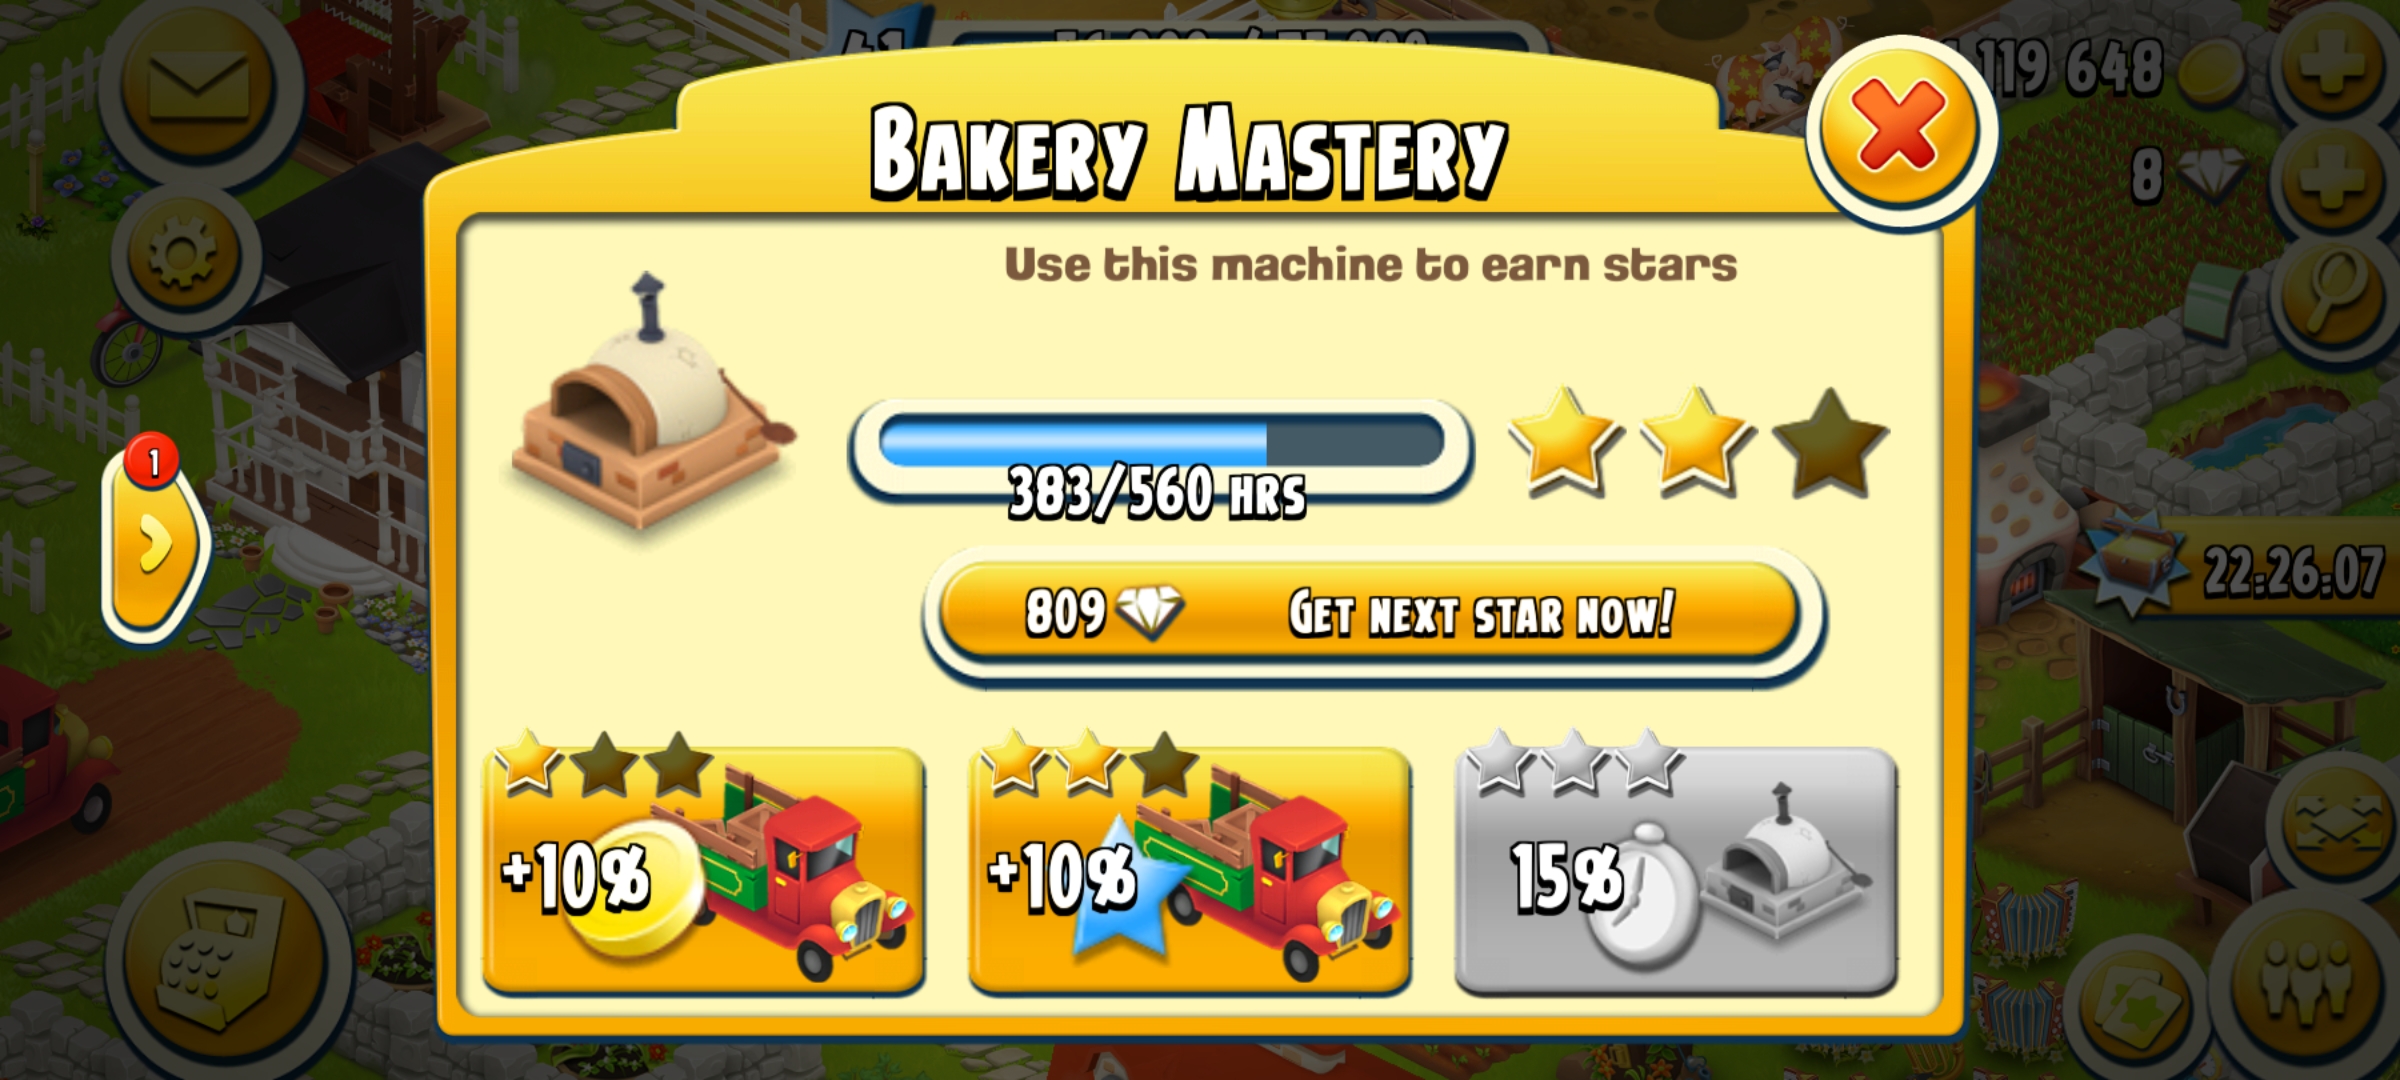 BAKERY MASTERY
119 648
8
Use this machine to earn stars
1
383/560 HRS
22:26:07
809 GET NEXT STAR NOW!
+10%
+10%
15%